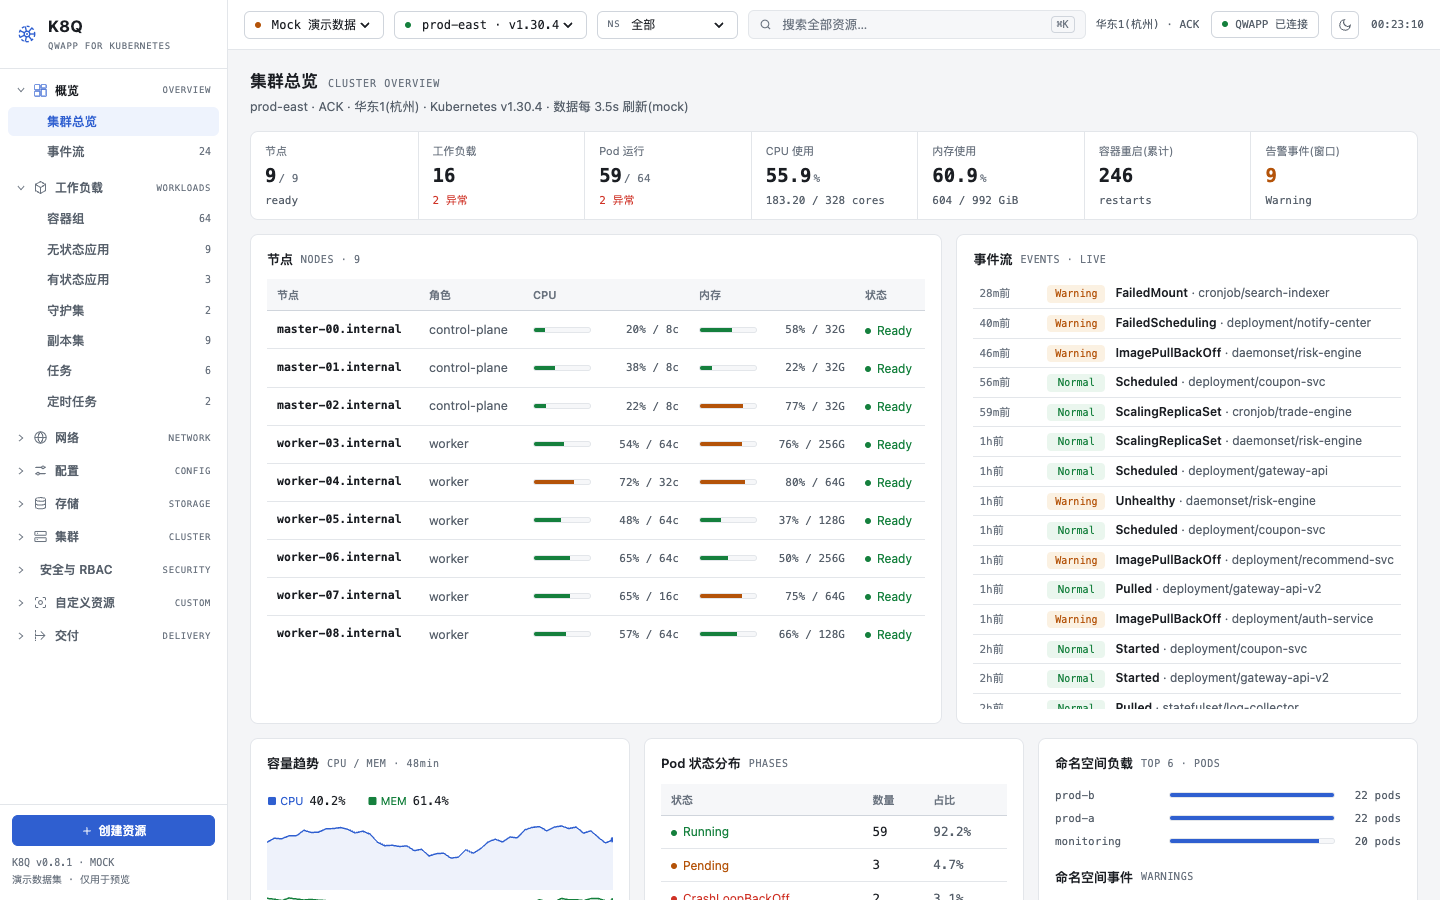 K8Q
QWAPP FOR KUBERNETES
Mock 演示数据
prod-east · v1.30.4
NS 全部
搜索全部资源...
⌘K
华东1(杭州) · ACK
QWAPP 已连接
00:23:10
概览 OVERVIEW
集群总览
事件流 24
工作负载 WORKLOADS
容器组 64
无状态应用 9
有状态应用 3
守护集 2
副本集 9
任务 6
定时任务 2
网络 NETWORK
配置 CONFIG
存储 STORAGE
集群 CLUSTER
安全与 RBAC SECURITY
自定义资源 CUSTOM
交付 DELIVERY
+ 创建资源
K8Q v0.8.1 · MOCK
演示数据集 · 仅用于预览
集群总览 CLUSTER OVERVIEW
prod-east · ACK · 华东1(杭州) · Kubernetes v1.30.4 · 数据每 3.5s 刷新(mock)
节点
9 / 9
ready
工作负载
16
2 异常
Pod 运行
59 / 64
2 异常
CPU 使用
55.9 %
183.20 / 328 cores
内存使用
60.9 %
604 / 992 GiB
容器重启(累计)
246
restarts
告警事件(窗口)
9
Warning
节点 NODES · 9
节点 角色 CPU 内存 状态
master-00.internal control-plane 20% / 8c 58% / 32G Ready
master-01.internal control-plane 38% / 8c 22% / 32G Ready
master-02.internal control-plane 22% / 8c 77% / 32G Ready
worker-03.internal worker 54% / 64c 76% / 256G Ready
worker-04.internal worker 72% / 32c 80% / 64G Ready
worker-05.internal worker 48% / 64c 37% / 128G Ready
worker-06.internal worker 65% / 64c 50% / 256G Ready
worker-07.internal worker 65% / 16c 75% / 64G Ready
worker-08.internal worker 57% / 64c 66% / 128G Ready
事件流 EVENTS · LIVE
28m前 Warning FailedMount · cronjob/search-indexer
40m前 Warning FailedScheduling · deployment/notify-center
46m前 Warning ImagePullBackOff · daemonset/risk-engine
56m前 Normal Scheduled · deployment/coupon-svc
59m前 Normal ScalingReplicaSet · cronjob/trade-engine
1h前 Normal ScalingReplicaSet · daemonset/risk-engine
1h前 Normal Scheduled · deployment/gateway-api
1h前 Warning Unhealthy · daemonset/risk-engine
1h前 Normal Scheduled · deployment/coupon-svc
1h前 Warning ImagePullBackOff · deployment/recommend-svc
1h前 Normal Pulled · deployment/gateway-api-v2
1h前 Warning ImagePullBackOff · deployment/auth-service
2h前 Normal Started · deployment/coupon-svc
2h前 Normal Started · deployment/gateway-api-v2
2h前 Normal Pulled · statefulset/log-collector
容量趋势 CPU / MEM · 48min
CPU 40.2% MEM 61.4%
Pod 状态分布 PHASES
状态 数量 占比
Running 59 92.2%
Pending 3 4.7%
CrashLoopBackOff 2 3.1%
命名空间负载 TOP 6 · PODS
prod-b 22 pods
prod-a 22 pods
monitoring 20 pods
命名空间事件 WARNINGS